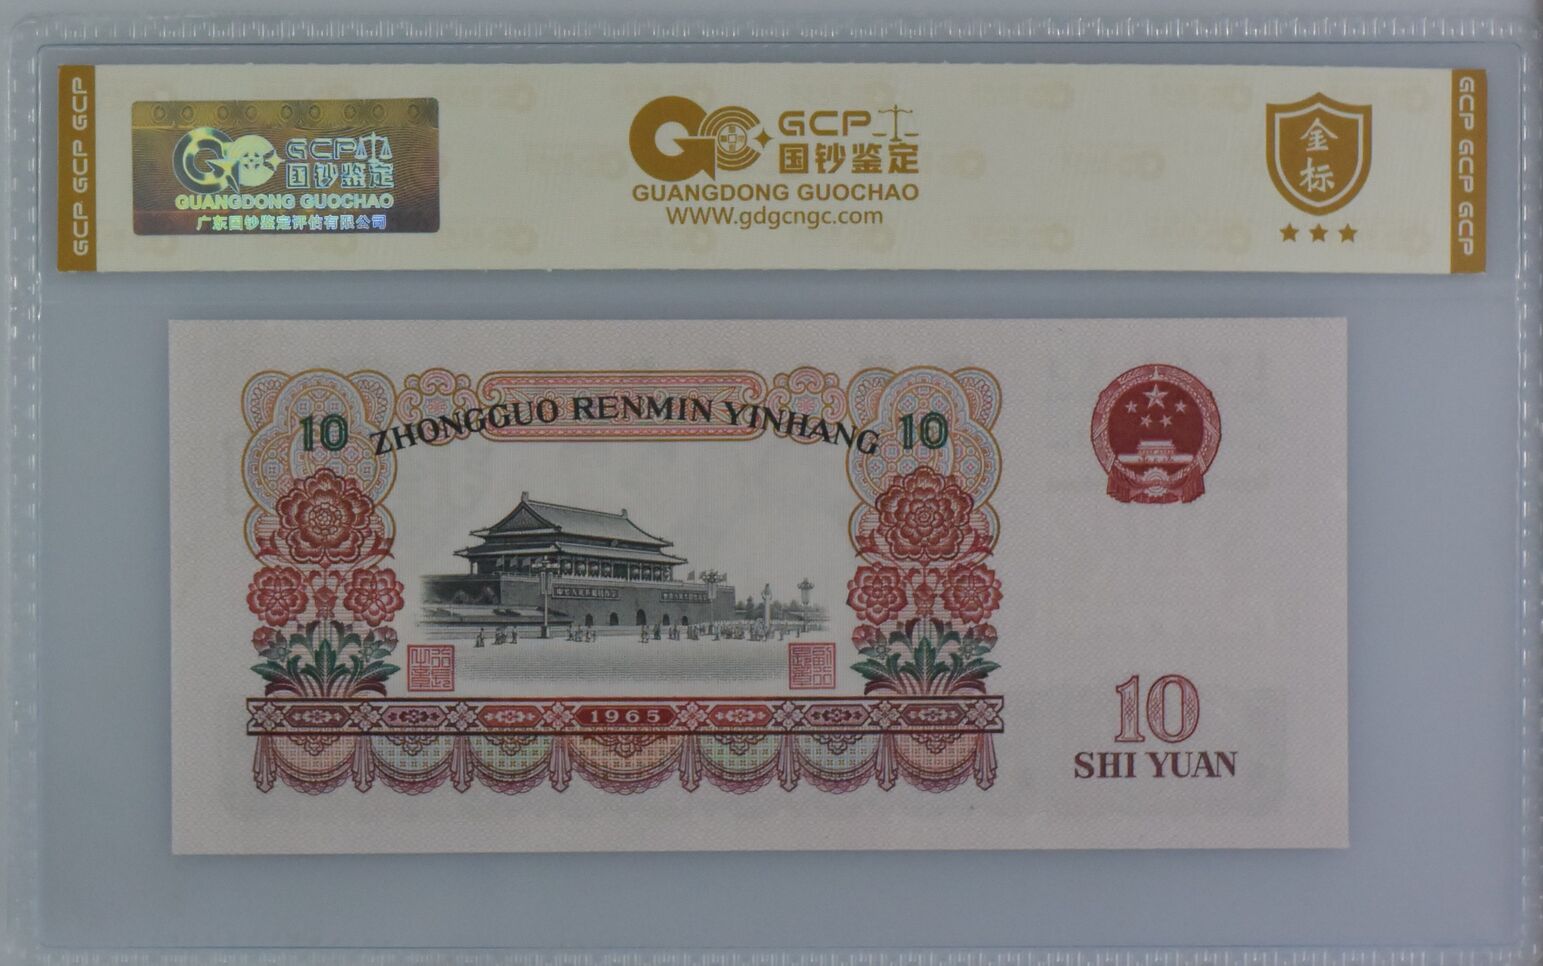 GCP GCP GCP
GCP
国钞鉴定
GUANGDONG GUOCHAO
广东国钞鉴定评估有限公司
GCP
国钞鉴定
GUANGDONG GUOCHAO
WWW.gdgcngc.com
金标
GCP GCP GCP
10 ZHONGGUO RENMIN YINHANG 10
1965
10
SHI YUAN